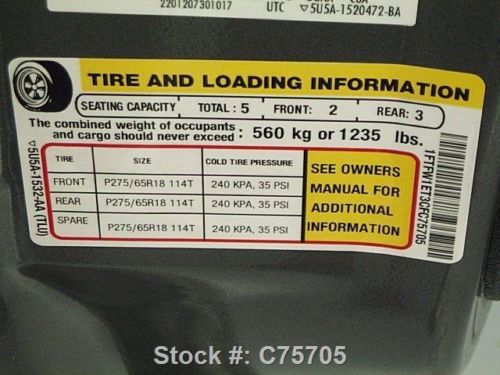 2201207301017
UTC
▽5U5A-1520472-BA
TIRE AND LOADING INFORMATION
SEATING CAPACITY TOTAL : 5 FRONT: 2 REAR: 3
The combined weight of occupants
and cargo should never exceed : 560 kg or 1235 lbs.
TIRE SIZE COLD TIRE PRESSURE
FRONT P275/65R18 114T 240 KPA, 35 PSI
REAR P275/65R18 114T 240 KPA, 35 PSI
SPARE P275/65R18 114T 240 KPA, 35 PSI
SEE OWNERS
MANUAL FOR
ADDITIONAL
INFORMATION
▽5U5A-1532-AA (TLU)
1FTFW1ET3CFC75705
Stock #: C75705